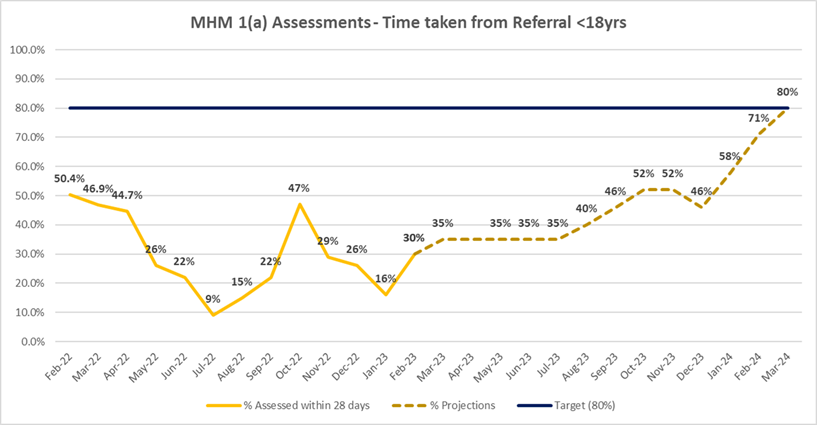 MHM 1(a) Assessments - Time taken from Referral <18yrs
100.0%
90.0%
80.0%
70.0%
60.0%
50.0%
40.0%
30.0%
20.0%
10.0%
0.0%
50.4%
46.9%
44.7%
26%
22%
9%
15%
22%
47%
29%
26%
16%
30%
35%
35%
35%
35%
40%
46%
52%
52%
46%
58%
71%
80%
Feb-22
Mar-22
Apr-22
May-22
Jun-22
Jul-22
Aug-22
Sep-22
Oct-22
Nov-22
Dec-22
Jan-23
Feb-23
Mar-23
Apr-23
May-23
Jun-23
Jul-23
Aug-23
Sep-23
Oct-23
Nov-23
Dec-23
Jan-24
Feb-24
Mar-24
% Assessed within 28 days
% Projections
Target (80%)